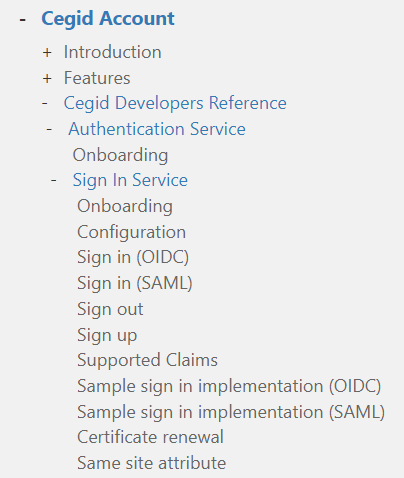 - Cegid Account
+ Introduction
+ Features
- Cegid Developers Reference
- Authentication Service
Onboarding
- Sign In Service
Onboarding
Configuration
Sign in (OIDC)
Sign in (SAML)
Sign out
Sign up
Supported Claims
Sample sign in implementation (OIDC)
Sample sign in implementation (SAML)
Certificate renewal
Same site attribute